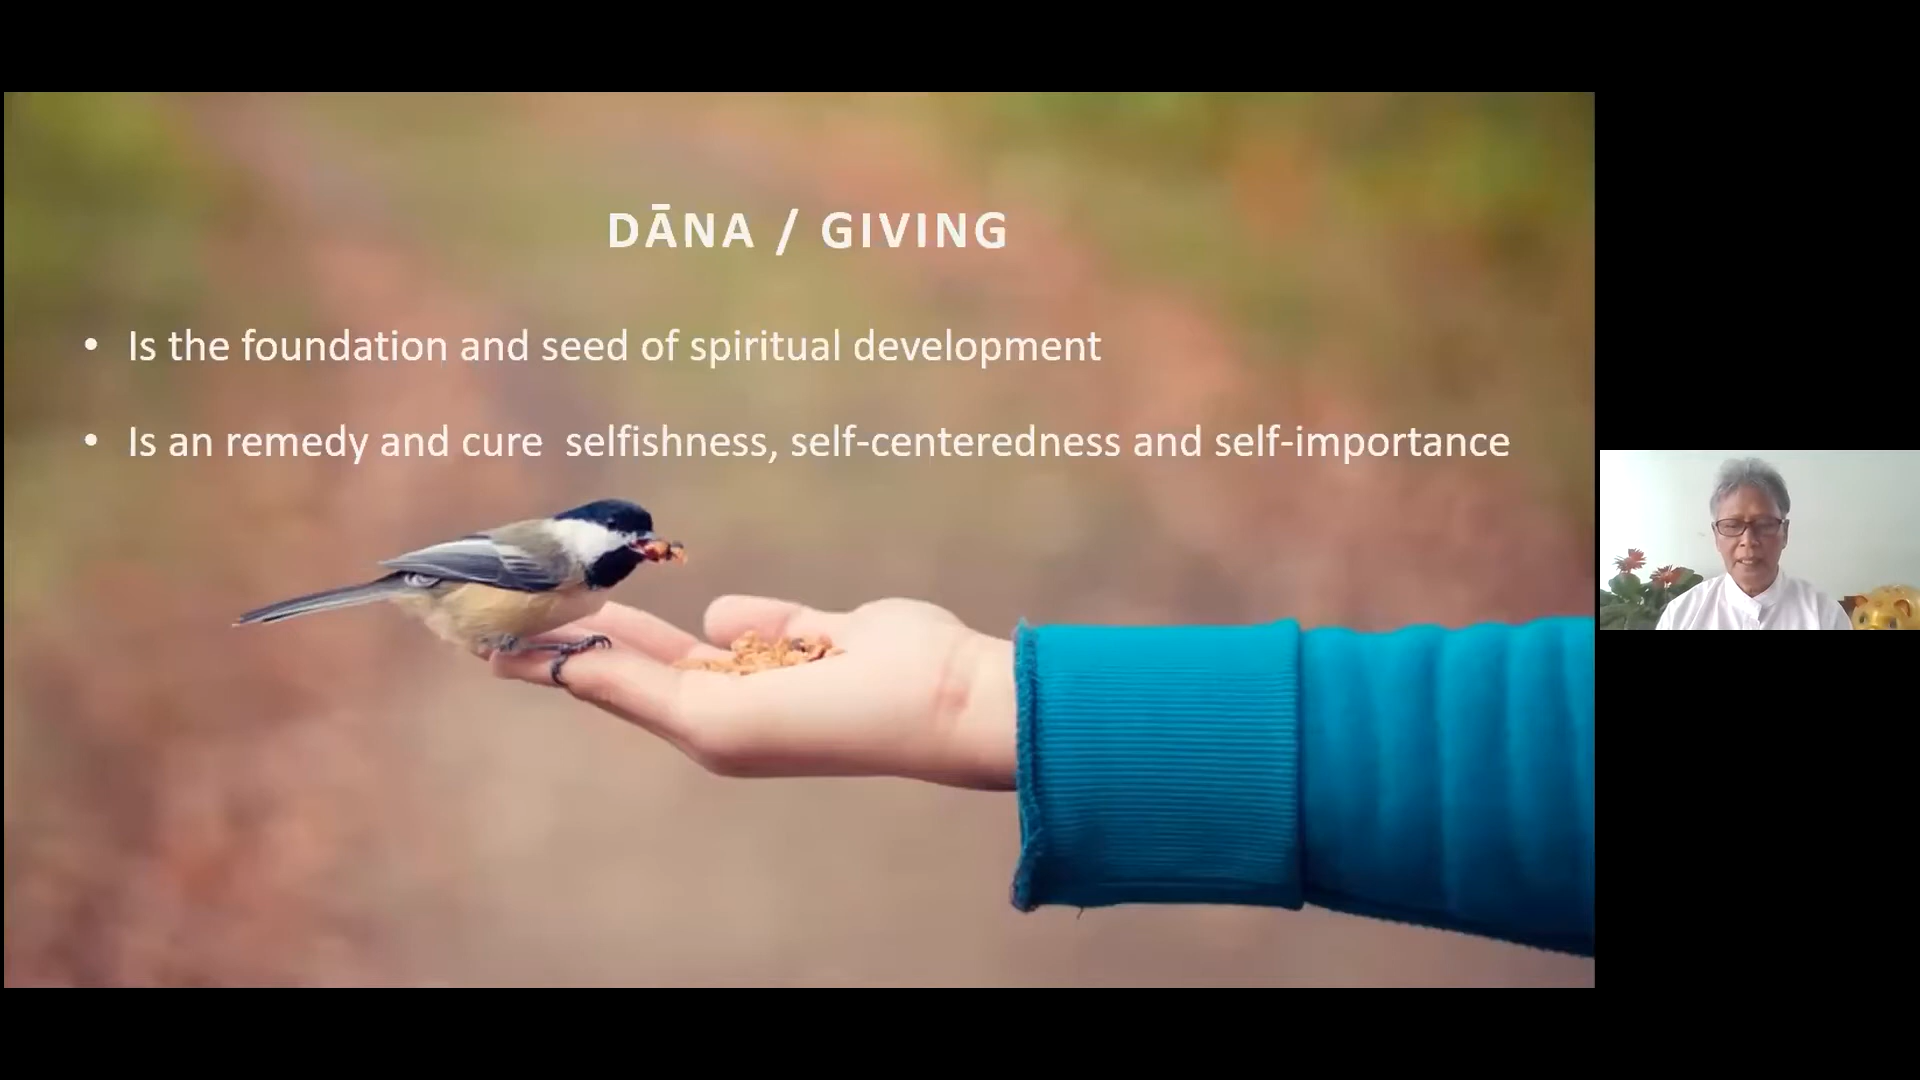 DĀNA / GIVING
• Is the foundation and seed of spiritual development
• Is an remedy and cure  selfishness, self-centeredness and self-importance